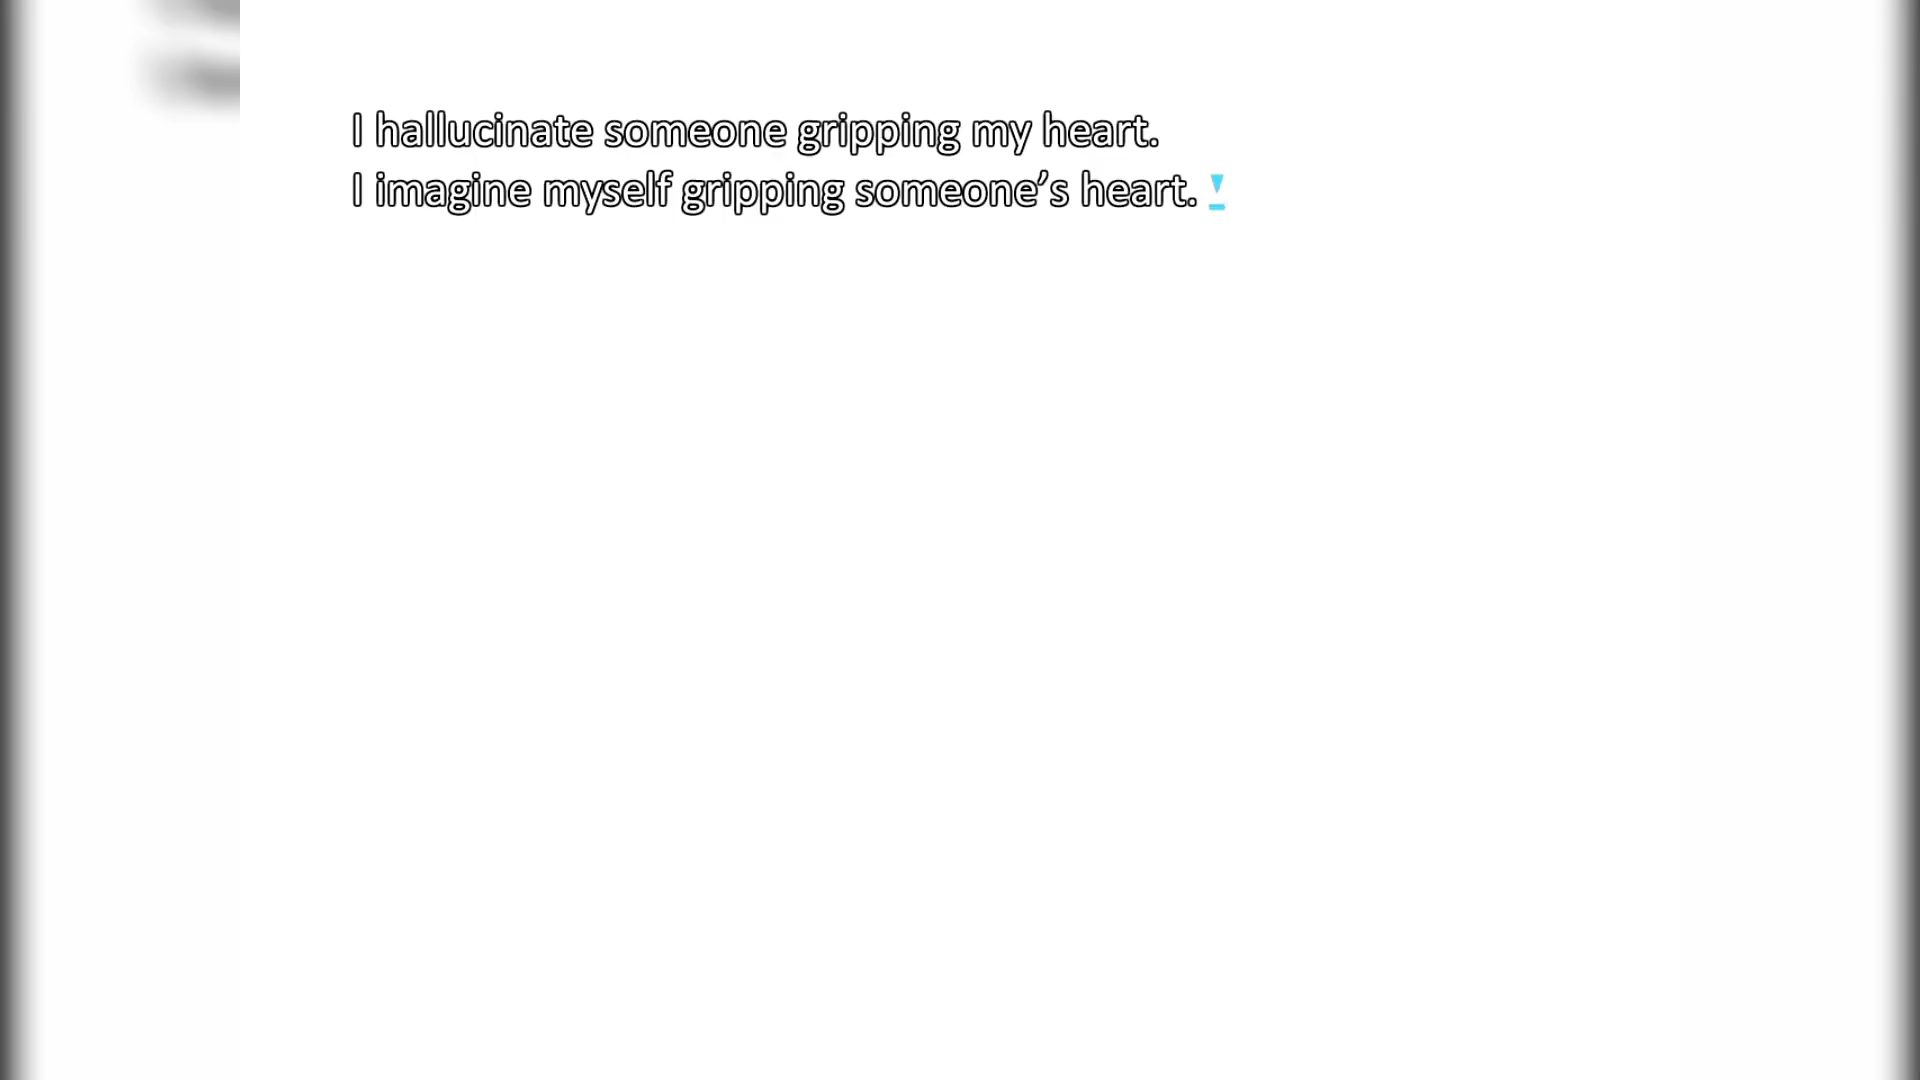 I hallucinate someone gripping my heart.
I imagine myself gripping someone’s heart.